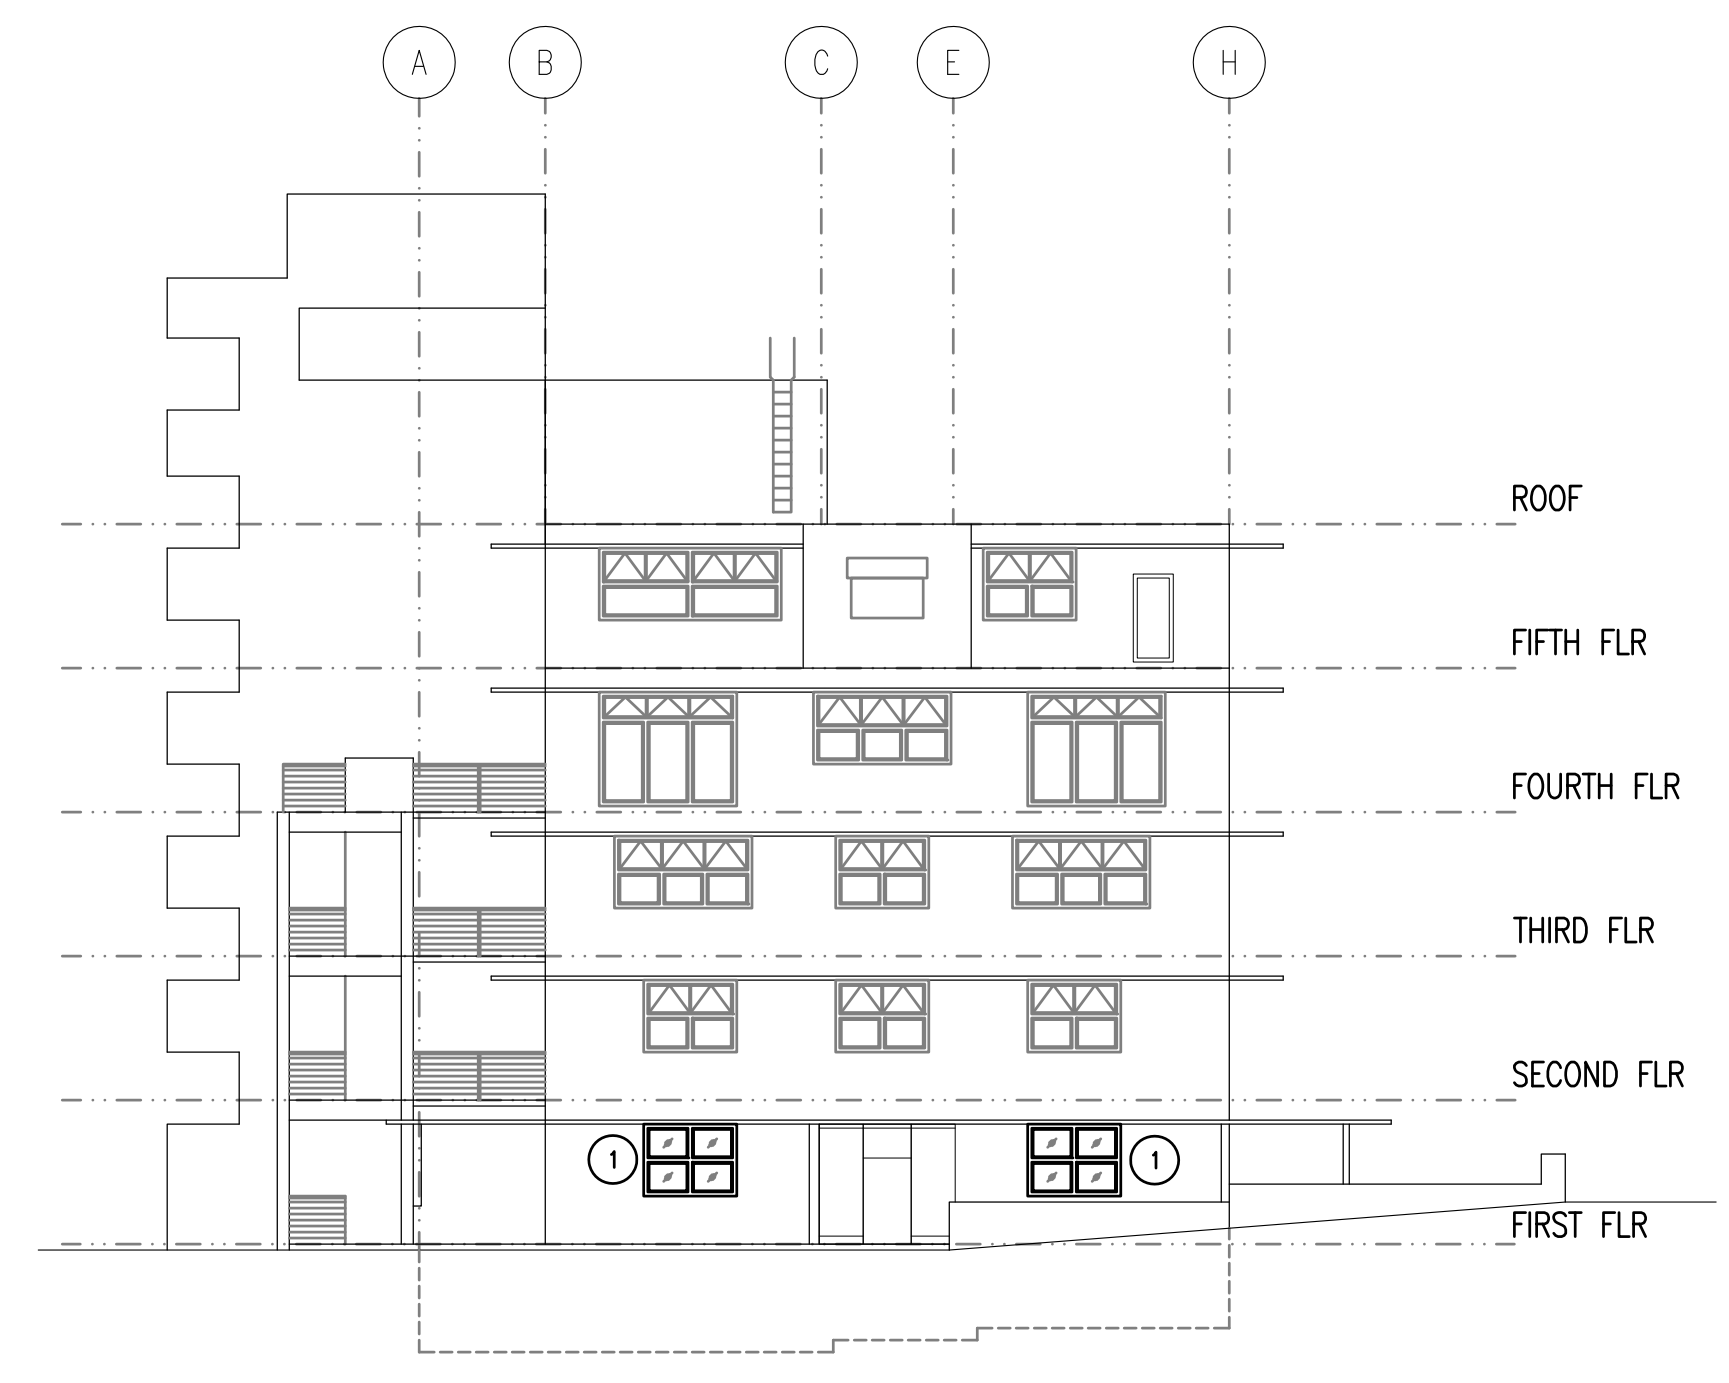 A B C E H
ROOF
FIFTH FLR
FOURTH FLR
THIRD FLR
SECOND FLR
1 1
FIRST FLR